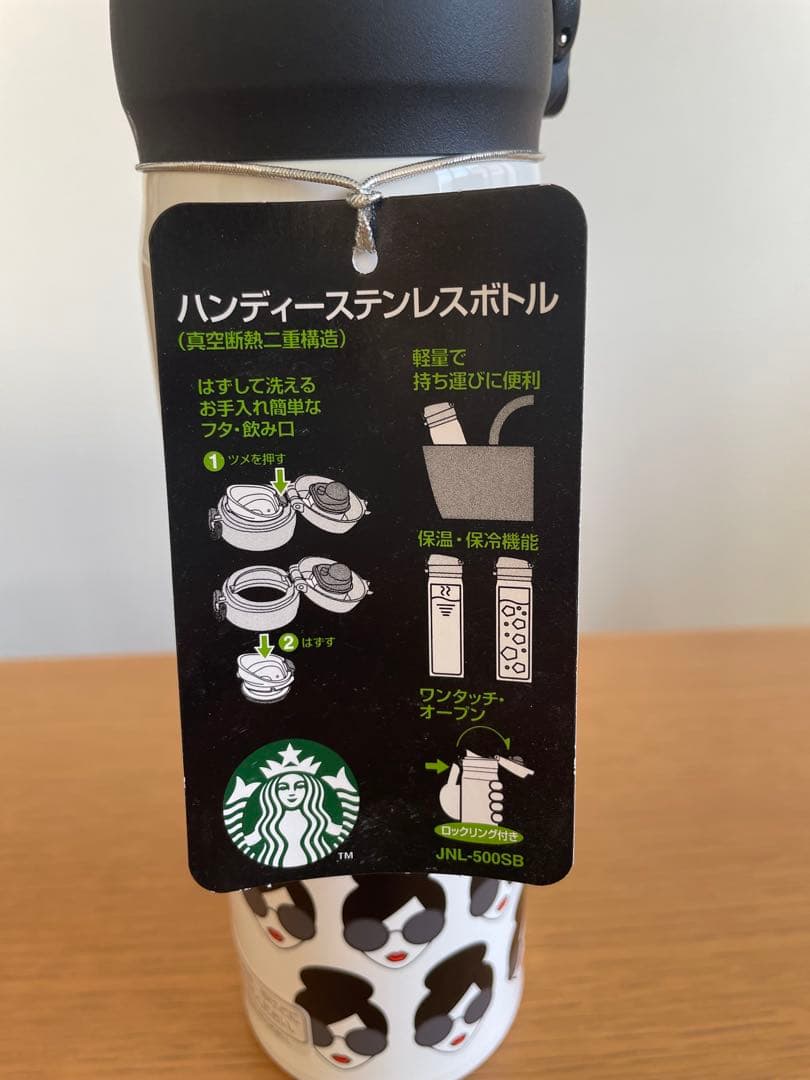 ハンディーステンレスボトル
(真空断熱二重構造)
はずして洗える
お手入れ簡単な
フタ・飲み口
1 ツメを押す
2 はずす
軽量で
持ち運びに便利
保温・保冷機能
ワンタッチ・
オープン
ロックリング付き
JNL-500SB
TM